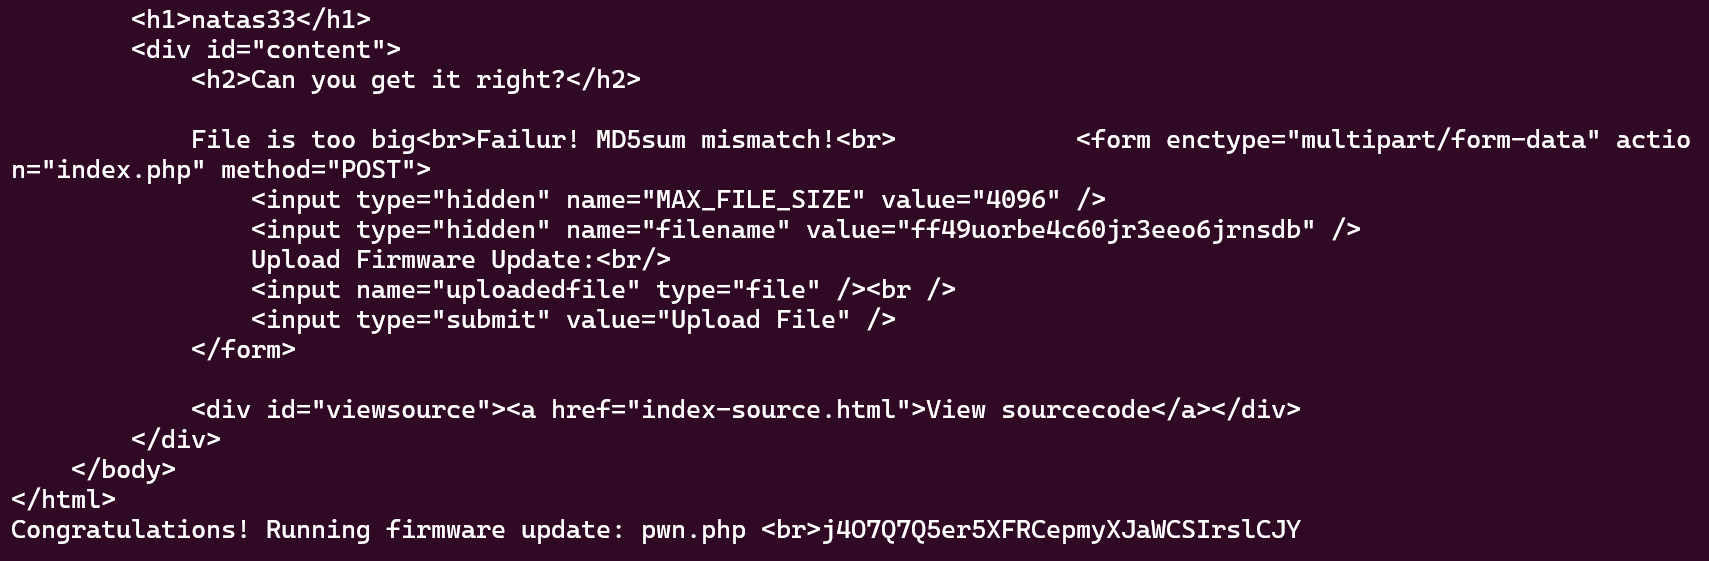 <h1>natas33</h1>
<div id="content">
<h2>Can you get it right?</h2>
File is too big<br>Failur! MD5sum mismatch!<br>            <form enctype="multipart/form-data" actio
n="index.php" method="POST">
<input type="hidden" name="MAX_FILE_SIZE" value="4096" />
<input type="hidden" name="filename" value="ff49uorbe4c60jr3eeo6jrnsdb" />
Upload Firmware Update:<br/>
<input name="uploadedfile" type="file" /><br />
<input type="submit" value="Upload File" />
</form>
<div id="viewsource"><a href="index-source.html">View sourcecode</a></div>
</div>
</body>
</html>
Congratulations! Running firmware update: pwn.php <br>j4O7Q7Q5er5XFRCepmyXJaWCSIrslCJY